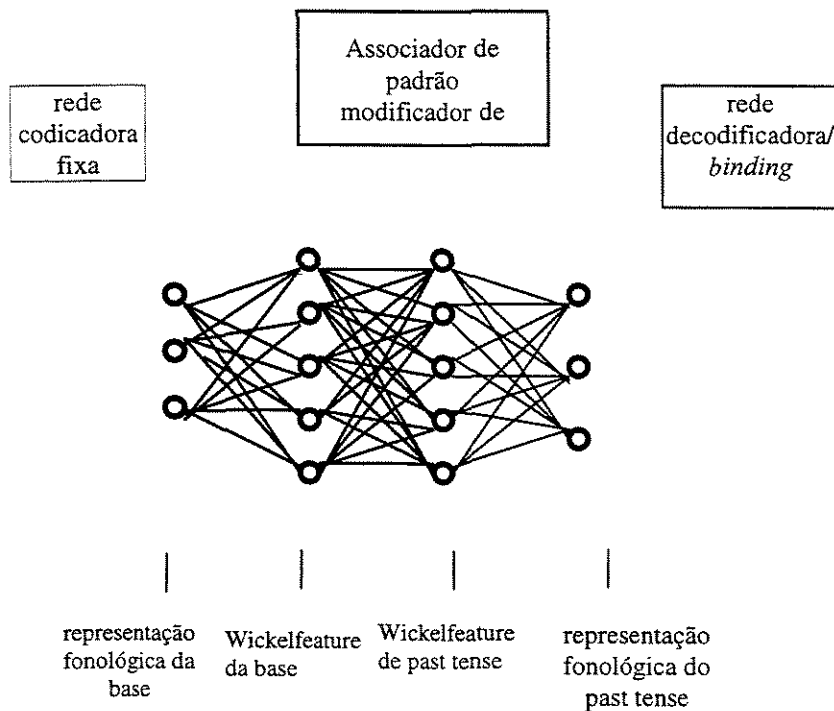 Associador de
padrão
modificador de
rede
codicadora
fixa
rede
decodificadora/
binding
representação
fonológica da
base
Wickelfeature
da base
Wickelfeature
de past tense
representação
fonológica do
past tense